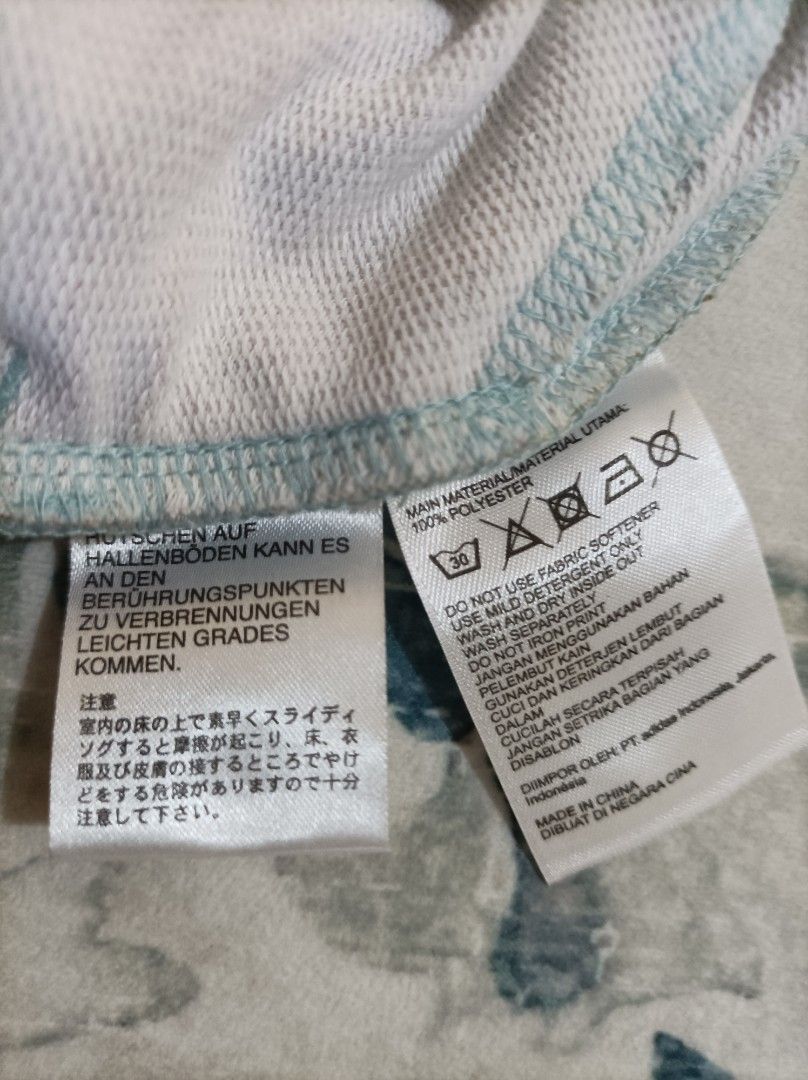 HUTSCHEN AUF
HALLENBÖDEN KANN ES
AN DEN
BERÜHRUNGSPUNKTEN
ZU VERBRENNUNGEN
LEICHTEN GRADES
KOMMEN.
注意
室内の床の上で素早くスライディ
ングすると摩擦が起こり、床、衣
服及び皮膚の接するところでやけ
どをする危険がありますので十分
注意して下さい。
MAIN MATERIAL/MATERIAL UTAMA:
100% POLYESTER
30
DO NOT USE FABRIC SOFTENER
USE MILD DETERGENT ONLY
WASH AND DRY INSIDE OUT
WASH SEPARATELY
DO NOT IRON PRINT
JANGAN MENGGUNAKAN BAHAN
PELEMBUT KAIN
GUNAKAN DETERJEN LEMBUT
CUCI DAN KERINGKAN DARI BAGIAN
DALAM
CUCILAH SECARA TERPISAH
JANGAN SETRIKA BAGIAN YANG
DISABLON
DIIMPOR OLEH: PT. adidas Indonesia, Jakarta,
Indonésia
MADE IN CHINA
DIBUAT DI NEGARA CINA